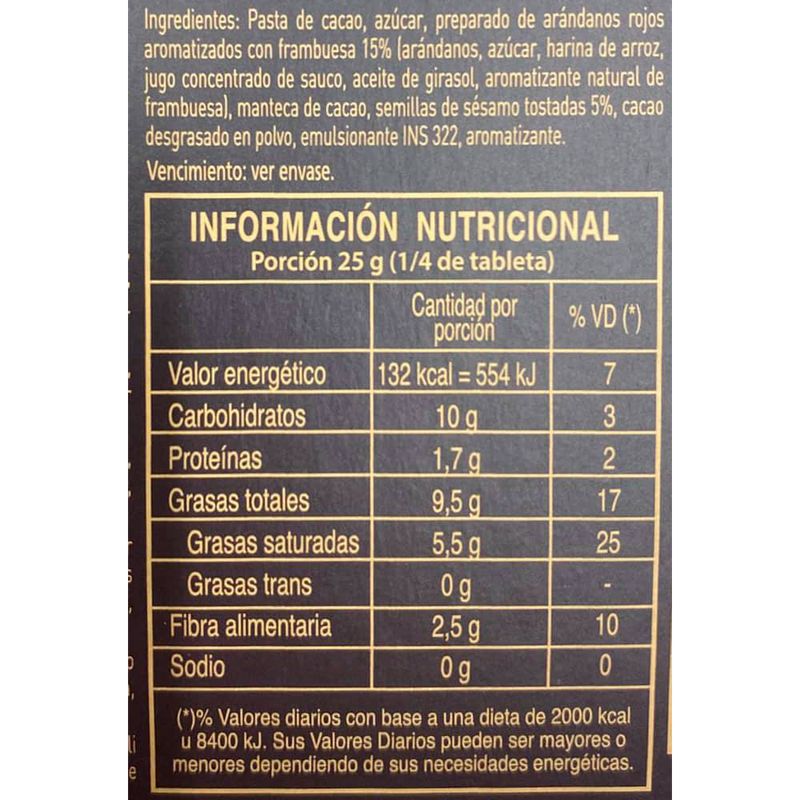 Ingredientes: Pasta de cacao, azúcar, preparado de arándanos rojos
aromatizados con frambuesa 15% (arándanos, azúcar, harina de arroz,
jugo concentrado de sauco, aceite de girasol, aromatizante natural de
frambuesa), manteca de cacao, semillas de sésamo tostadas 5%, cacao
desgrasado en polvo, emulsionante INS 322, aromatizante.
Vencimiento: ver envase.
INFORMACIÓN NUTRICIONAL
Porción 25 g (1/4 de tableta)
Cantidad por porción % VD (*)
Valor energético 132 kcal = 554 kJ 7
Carbohidratos 10 g 3
Proteínas 1,7 g 2
Grasas totales 9,5 g 17
Grasas saturadas 5,5 g 25
Grasas trans 0 g -
Fibra alimentaria 2,5 g 10
Sodio 0 g 0
(*)% Valores diarios con base a una dieta de 2000 kcal
u 8400 kJ. Sus Valores Diarios pueden ser mayores o
menores dependiendo de sus necesidades energéticas.